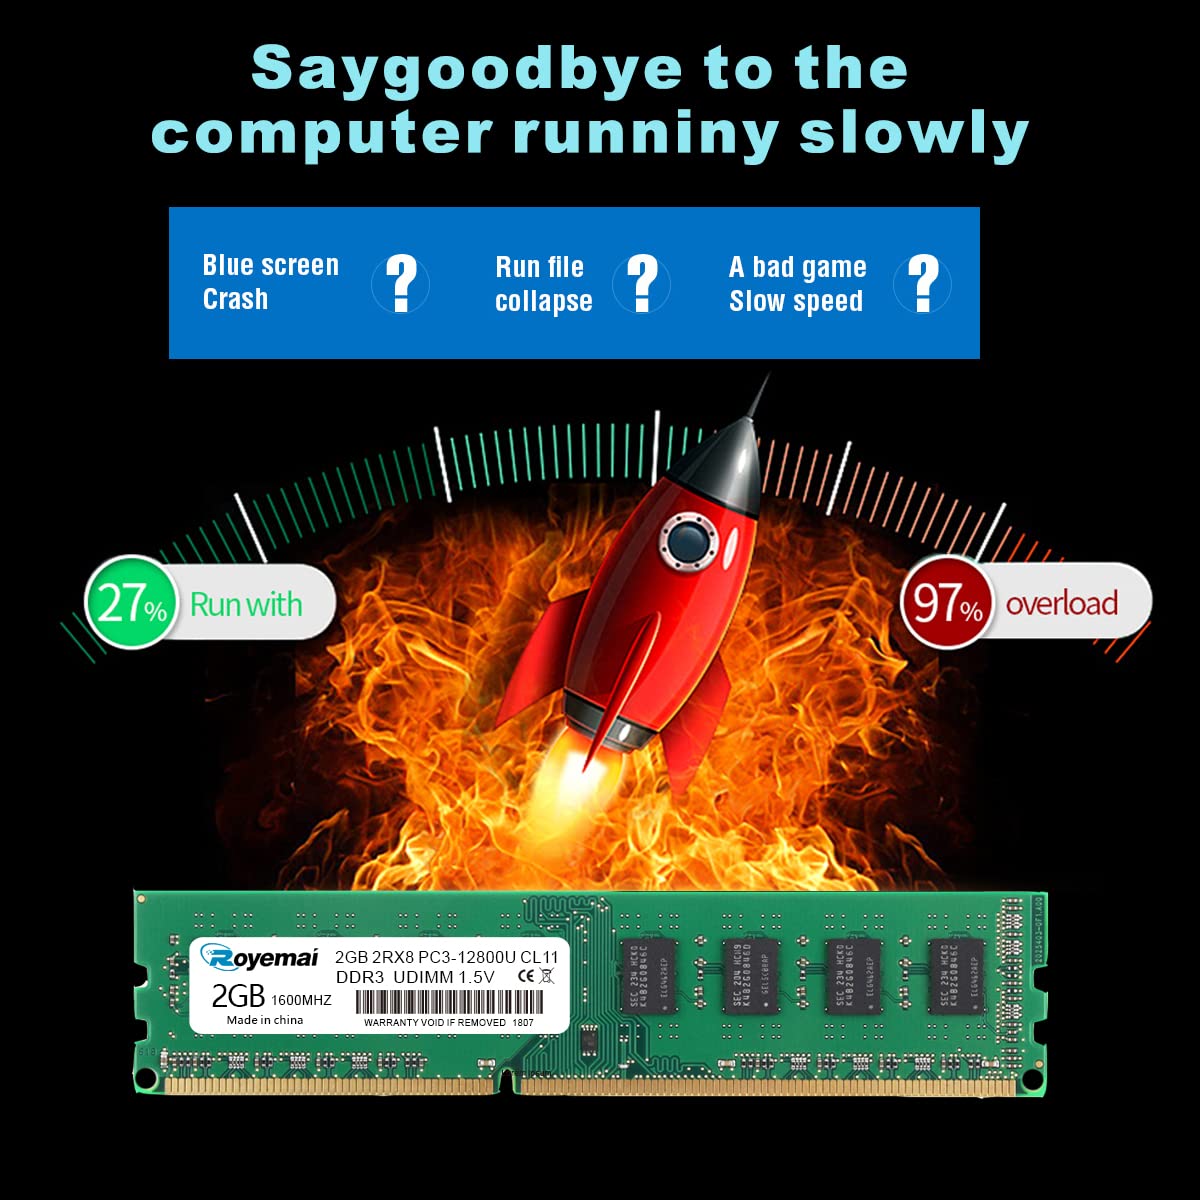 Saygoodbye to the
computer runniny slowly
Blue screen
Crash
?
Run file
collapse
?
A bad game
Slow speed
?
27% Run with
97% overload
Royemai
2GB 2RX8 PC3-12800U CL11
DDR3 UDIMM 1.5V
2GB 1600MHZ
Made in china
WARRANTY VOID IF REMOVED 1807